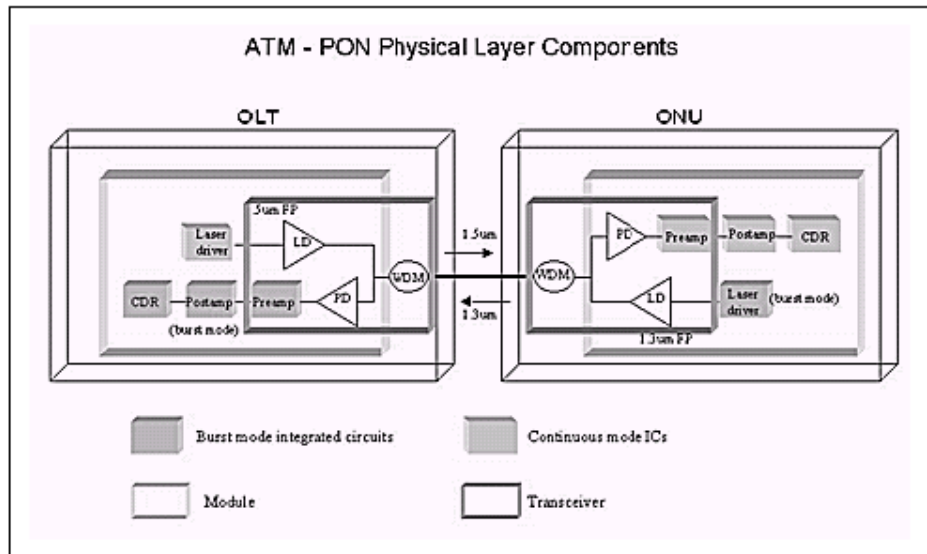 ATM - PON Physical Layer Components
OLT
ONU
.5um FP
Laser
driver
LD
WDM
CDR
Postamp
Preamp
PD
(burst mode)
1.5um
1.3um
WDM
PD
Preamp
Postamp
CDR
LD
Laser
driver
(burst mode)
1.3um FP
Burst mode integrated circuits
Continuous mode ICs
Module
Transceiver